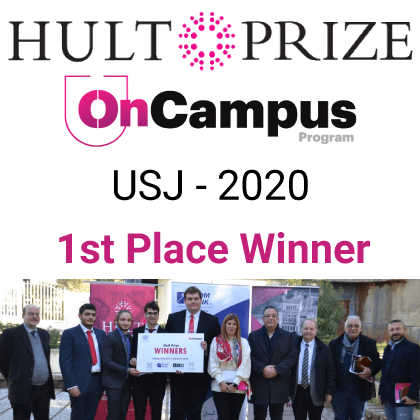 HULT PRIZE
OnCampus
Program
USJ - 2020
1st Place Winner
Hult Prize
WINNERS